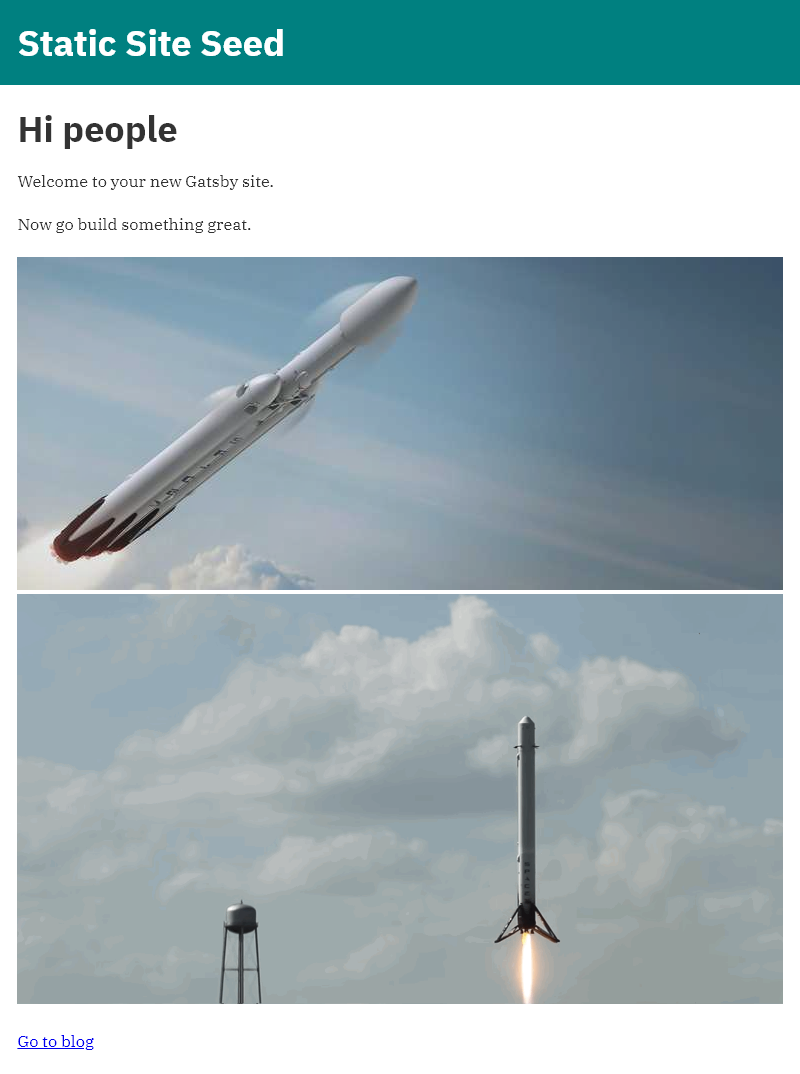 Static Site Seed
Hi people
Welcome to your new Gatsby site.
Now go build something great.
Go to blog